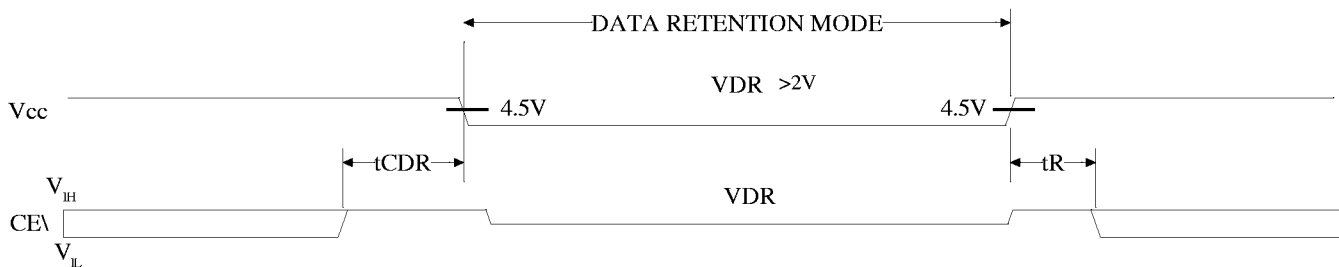 DATA RETENTION MODE
VDR >2V
Vcc
4.5V
4.5V
tCDR
tR
VIH
VDR
CE\
VIL